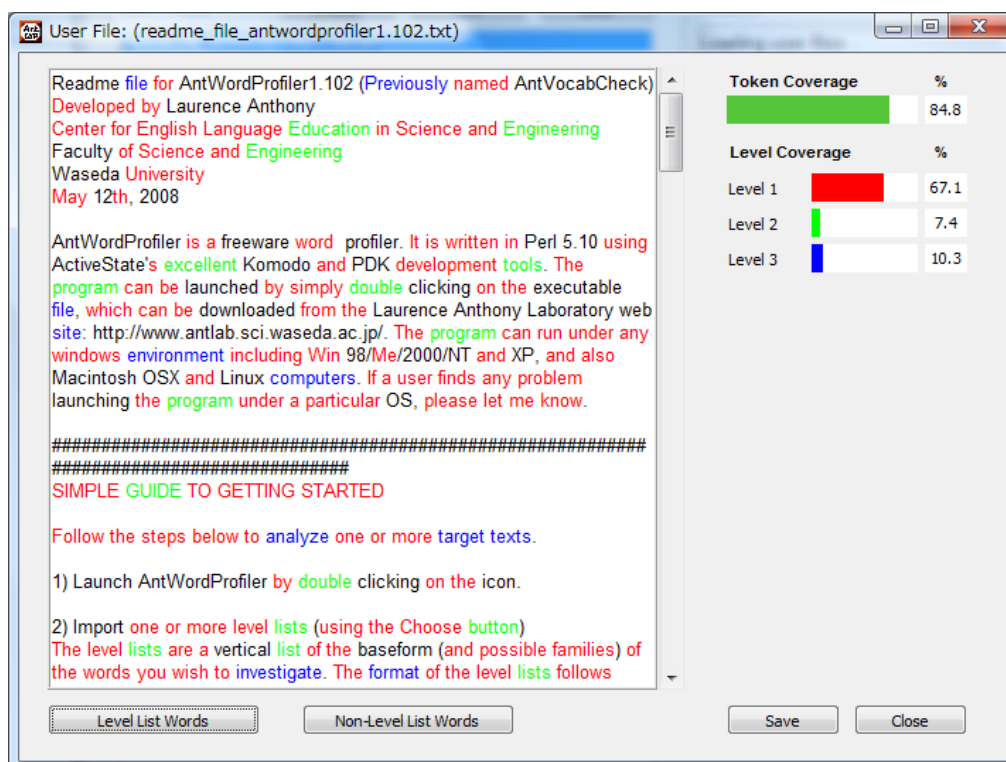 User File: (readme_file_antwordprofiler1.102.txt)
Readme file for AntWordProfiler1.102 (Previously named AntVocabCheck)
Developed by Laurence Anthony
Center for English Language Education in Science and Engineering
Faculty of Science and Engineering
Waseda University
May 12th, 2008
AntWordProfiler is a freeware word  profiler. It is written in Perl 5.10 using
ActiveState's excellent Komodo and PDK development tools. The
program can be launched by simply double clicking on the executable
file, which can be downloaded from the Laurence Anthony Laboratory web
site: http://www.antlab.sci.waseda.ac.jp/. The program can run under any
windows environment including Win 98/Me/2000/NT and XP, and also
Macintosh OSX and Linux computers. If a user finds any problem
launching the program under a particular OS, please let me know.
###########################################################
##############################
SIMPLE GUIDE TO GETTING STARTED
Follow the steps below to analyze one or more target texts.
1) Launch AntWordProfiler by double clicking on the icon.
2) Import one or more level lists (using the Choose button)
The level lists are a vertical list of the baseform (and possible families) of
the words you wish to investigate. The format of the level lists follows
Token Coverage %
84.8
Level Coverage %
Level 1 67.1
Level 2 7.4
Level 3 10.3
Level List Words
Non-Level List Words
Save
Close